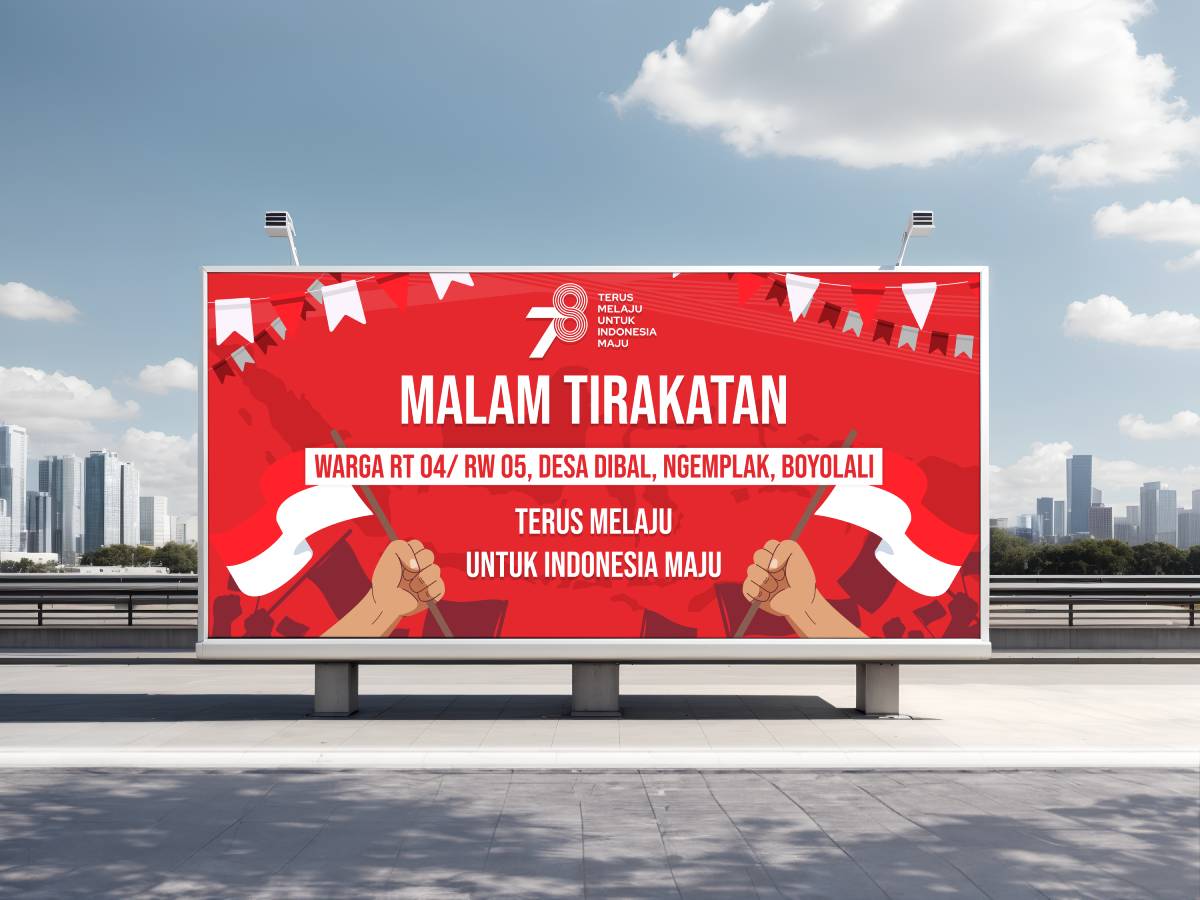 78
TERUS
MELAJU
UNTUK
INDONESIA
MAJU
MALAM TIRAKATAN
WARGA RT 04/ RW 05, DESA DIBAL, NGEMPLAK, BOYOLALI
TERUS MELAJU
UNTUK INDONESIA MAJU